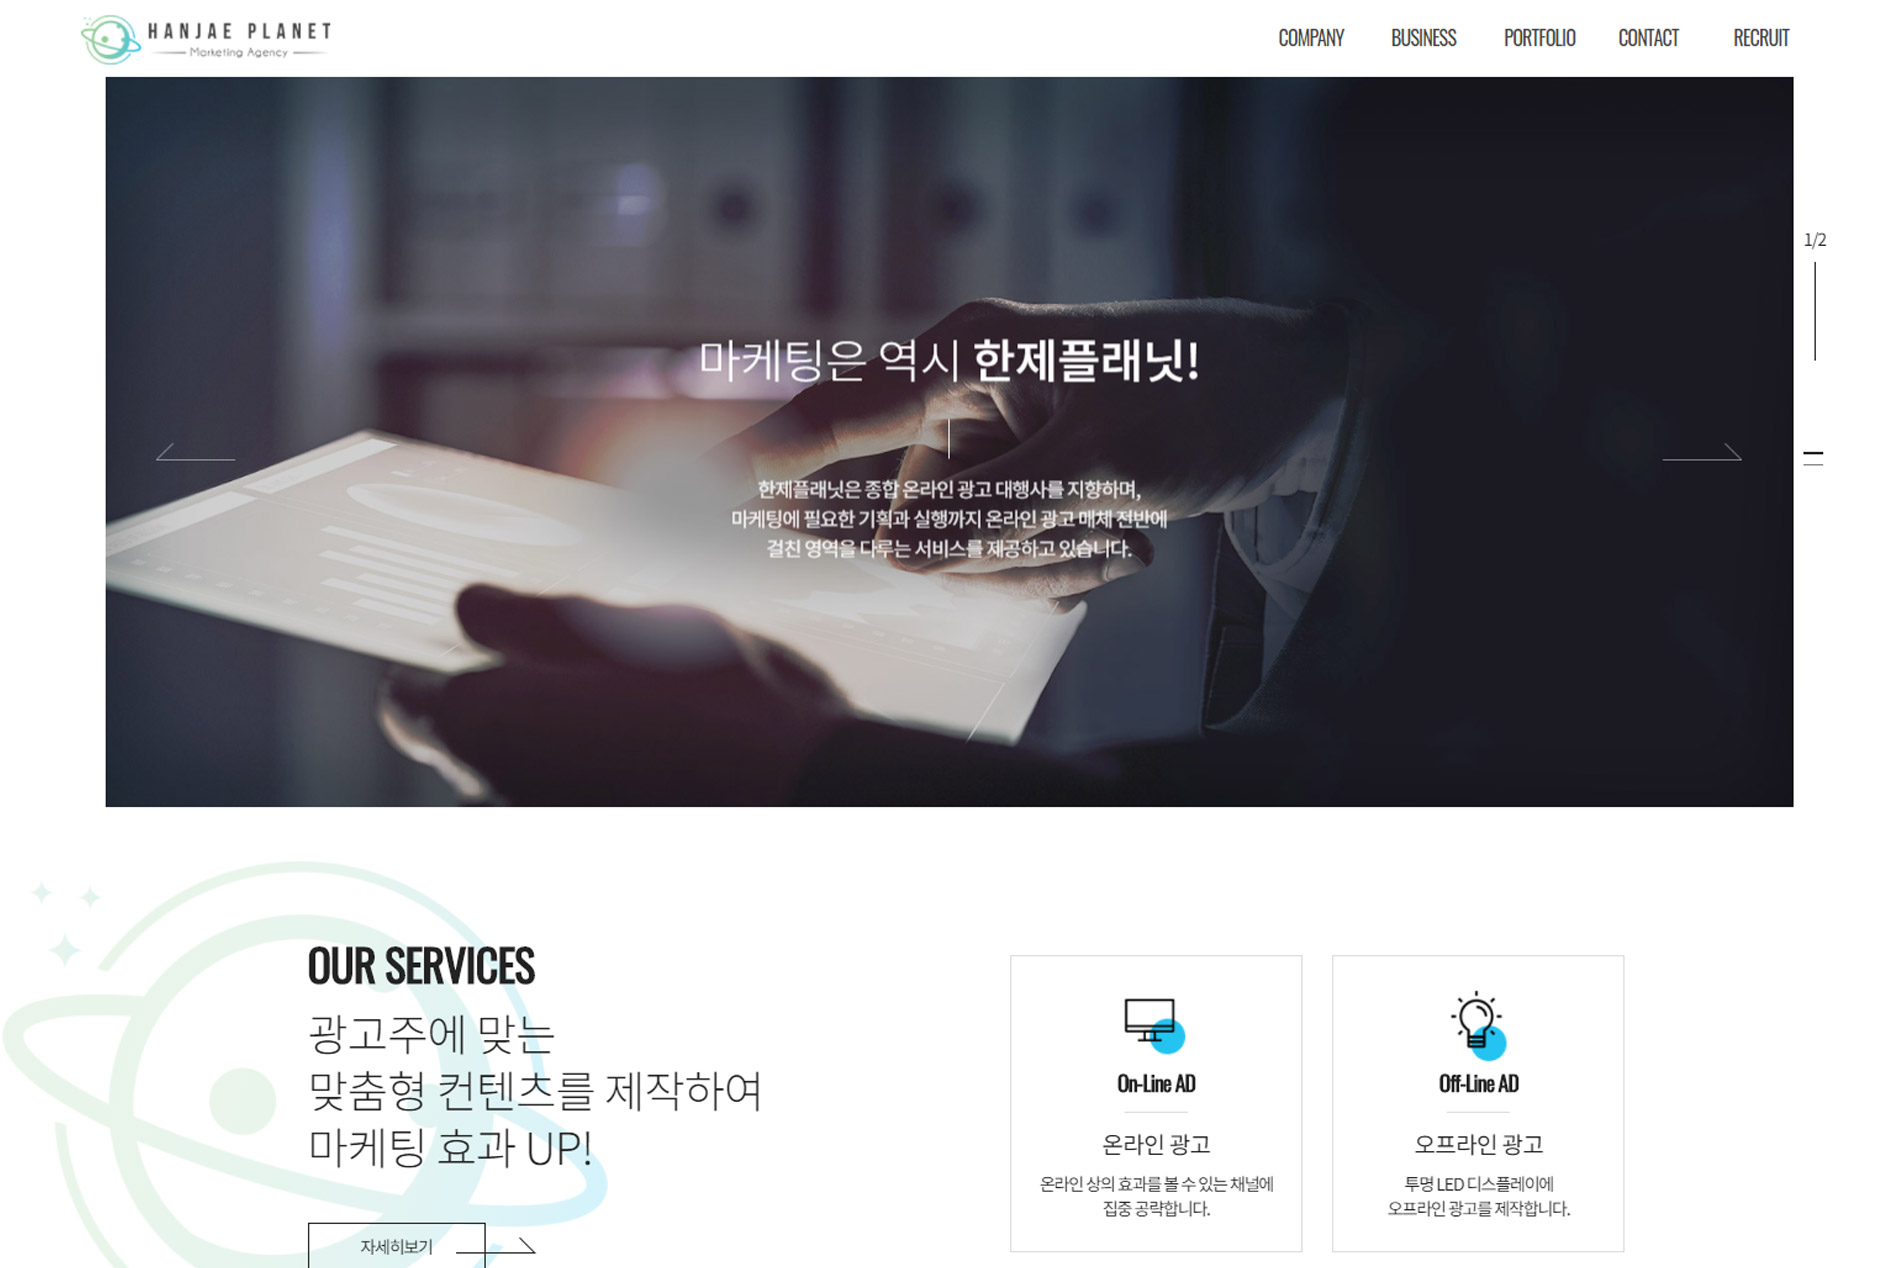 HANJAE PLANET
Marketing Agency
COMPANY BUSINESS PORTFOLIO CONTACT RECRUIT
1/2
마케팅은 역시 한제플래닛!
한제플래닛은 종합 온라인 광고 대행사를 지향하며,
마케팅에 필요한 기획과 실행까지 온라인 광고 매체 전반에
걸친 영역을 다루는 서비스를 제공하고 있습니다.
OUR SERVICES
광고주에 맞는
맞춤형 컨텐츠를 제작하여
마케팅 효과 UP!
자세히보기
On-Line AD
온라인 광고
온라인 상의 효과를 볼 수 있는 채널에
집중 공략합니다.
Off-Line AD
오프라인 광고
투명 LED 디스플레이에
오프라인 광고를 제작합니다.